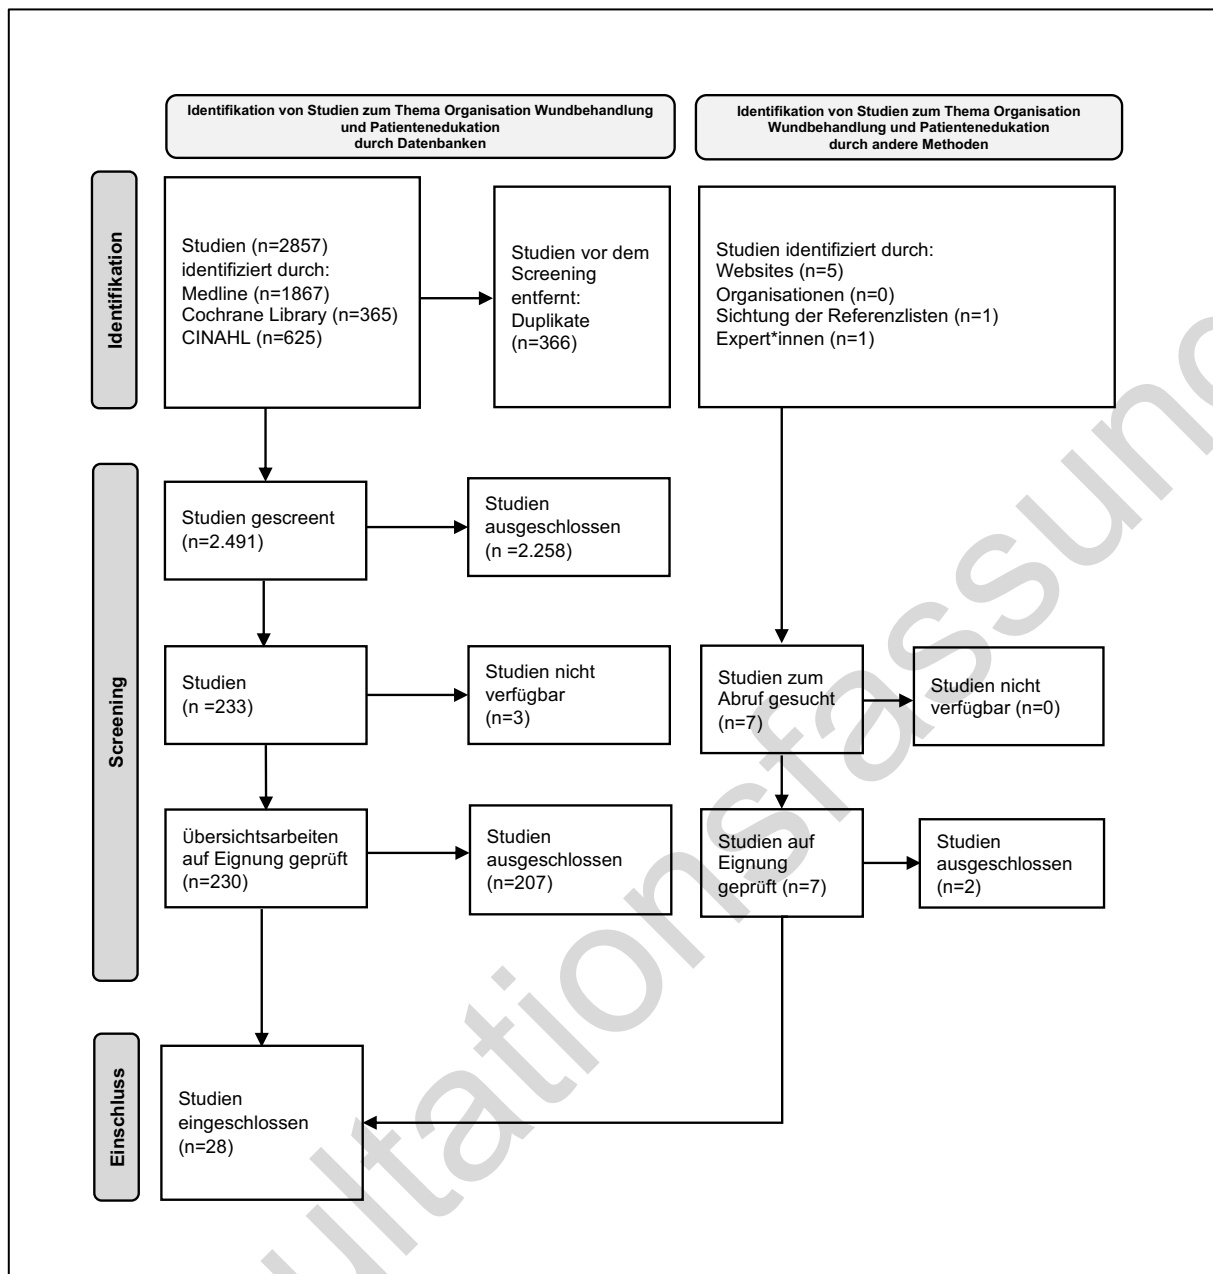 Identifikation von Studien zum Thema Organisation Wundbehandlung
und Patientenedukation
durch Datenbanken
Identifikation von Studien zum Thema Organisation
Wundbehandlung und Patientenedukation
durch andere Methoden
Identifikation
Studien (n=2857)
identifiziert durch:
Medline (n=1867)
Cochrane Library (n=365)
CINAHL (n=625)
Studien vor dem
Screening
entfernt:
Duplikate
(n=366)
Studien identifiziert durch:
Websites (n=5)
Organisationen (n=0)
Sichtung der Referenzlisten (n=1)
Expert*innen (n=1)
Screening
Studien gescreent
(n=2.491)
Studien
ausgeschlossen
(n =2.258)
Studien
(n =233)
Studien nicht
verfügbar
(n=3)
Studien zum
Abruf gesucht
(n=7)
Studien nicht
verfügbar (n=0)
Übersichtsarbeiten
auf Eignung geprüft
(n=230)
Studien
ausgeschlossen
(n=207)
Studien auf
Eignung
geprüft (n=7)
Studien
ausgeschlossen
(n=2)
Einschluss
Studien
eingeschlossen
(n=28)
ultationsfassung